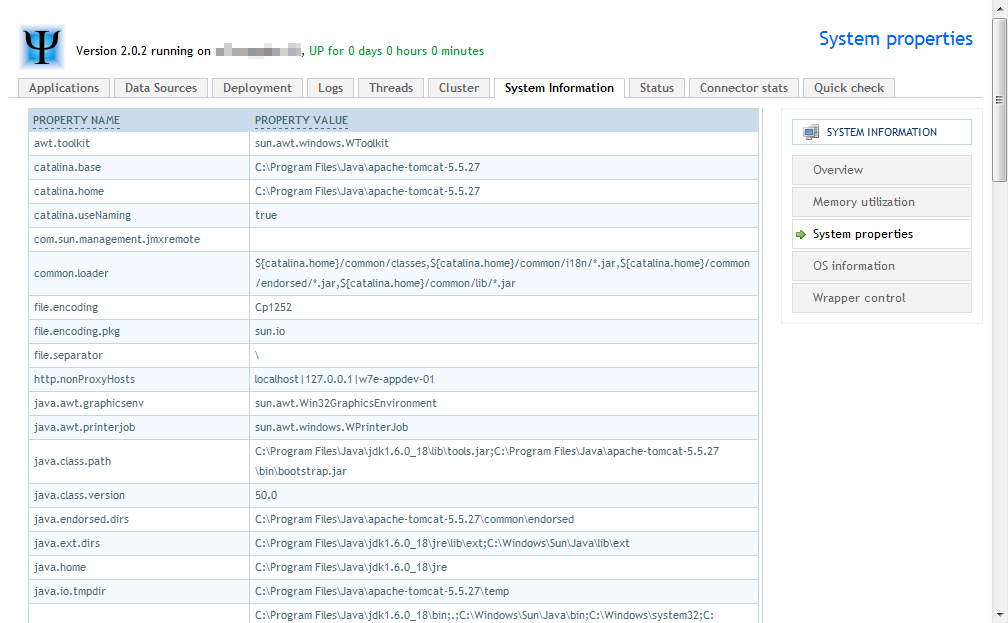 Ψ
Version 2.0.2 running on , UP for 0 days 0 hours 0 minutes
System properties
Applications Data Sources Deployment Logs Threads Cluster System Information Status Connector stats Quick check
PROPERTY NAME PROPERTY VALUE
awt.toolkit sun.awt.windows.WToolkit
catalina.base C:\Program Files\Java\apache-tomcat-5.5.27
catalina.home C:\Program Files\Java\apache-tomcat-5.5.27
catalina.useNaming true
com.sun.management.jmxremote
common.loader ${catalina.home}/common/classes,${catalina.home}/common/i18n/*.jar,${catalina.home}/common
/endorsed/*.jar,${catalina.home}/common/lib/*.jar
file.encoding Cp1252
file.encoding.pkg sun.io
file.separator \
http.nonProxyHosts localhost|127.0.0.1|w7e-appdev-01
java.awt.graphicsenv sun.awt.Win32GraphicsEnvironment
java.awt.printerjob sun.awt.windows.WPrinterJob
java.class.path C:\Program Files\Java\jdk1.6.0_18\lib\tools.jar;C:\Program Files\Java\apache-tomcat-5.5.27
\bin\bootstrap.jar
java.class.version 50.0
java.endorsed.dirs C:\Program Files\Java\apache-tomcat-5.5.27\common\endorsed
java.ext.dirs C:\Program Files\Java\jdk1.6.0_18\jre\lib\ext;C:\Windows\Sun\Java\lib\ext
java.home C:\Program Files\Java\jdk1.6.0_18\jre
java.io.tmpdir C:\Program Files\Java\apache-tomcat-5.5.27\temp
C:\Program Files\Java\jdk1.6.0_18\bin;.;C:\Windows\Sun\Java\bin;C:\Windows\system32;C:
SYSTEM INFORMATION
Overview
Memory utilization
System properties
OS information
Wrapper control